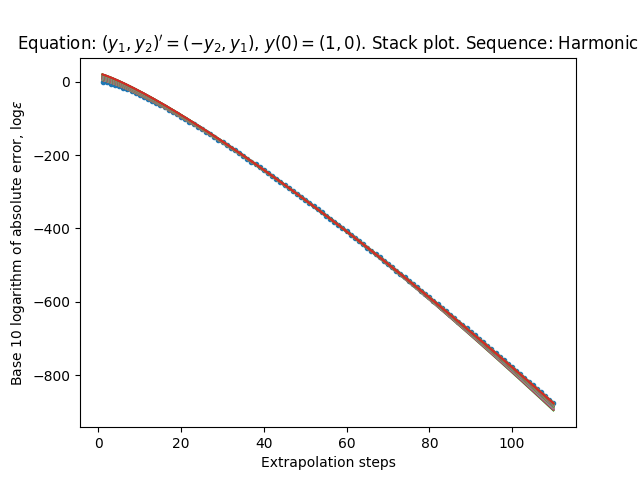 Equation: $(y_1, y_2)' = (-y_2, y_1)$, $y(0) = (1, 0)$. Stack plot. Sequence: Harmonic
Base 10 logarithm of absolute error, logε
0
−200
−400
−600
−800
0 20 40 60 80 100
Extrapolation steps